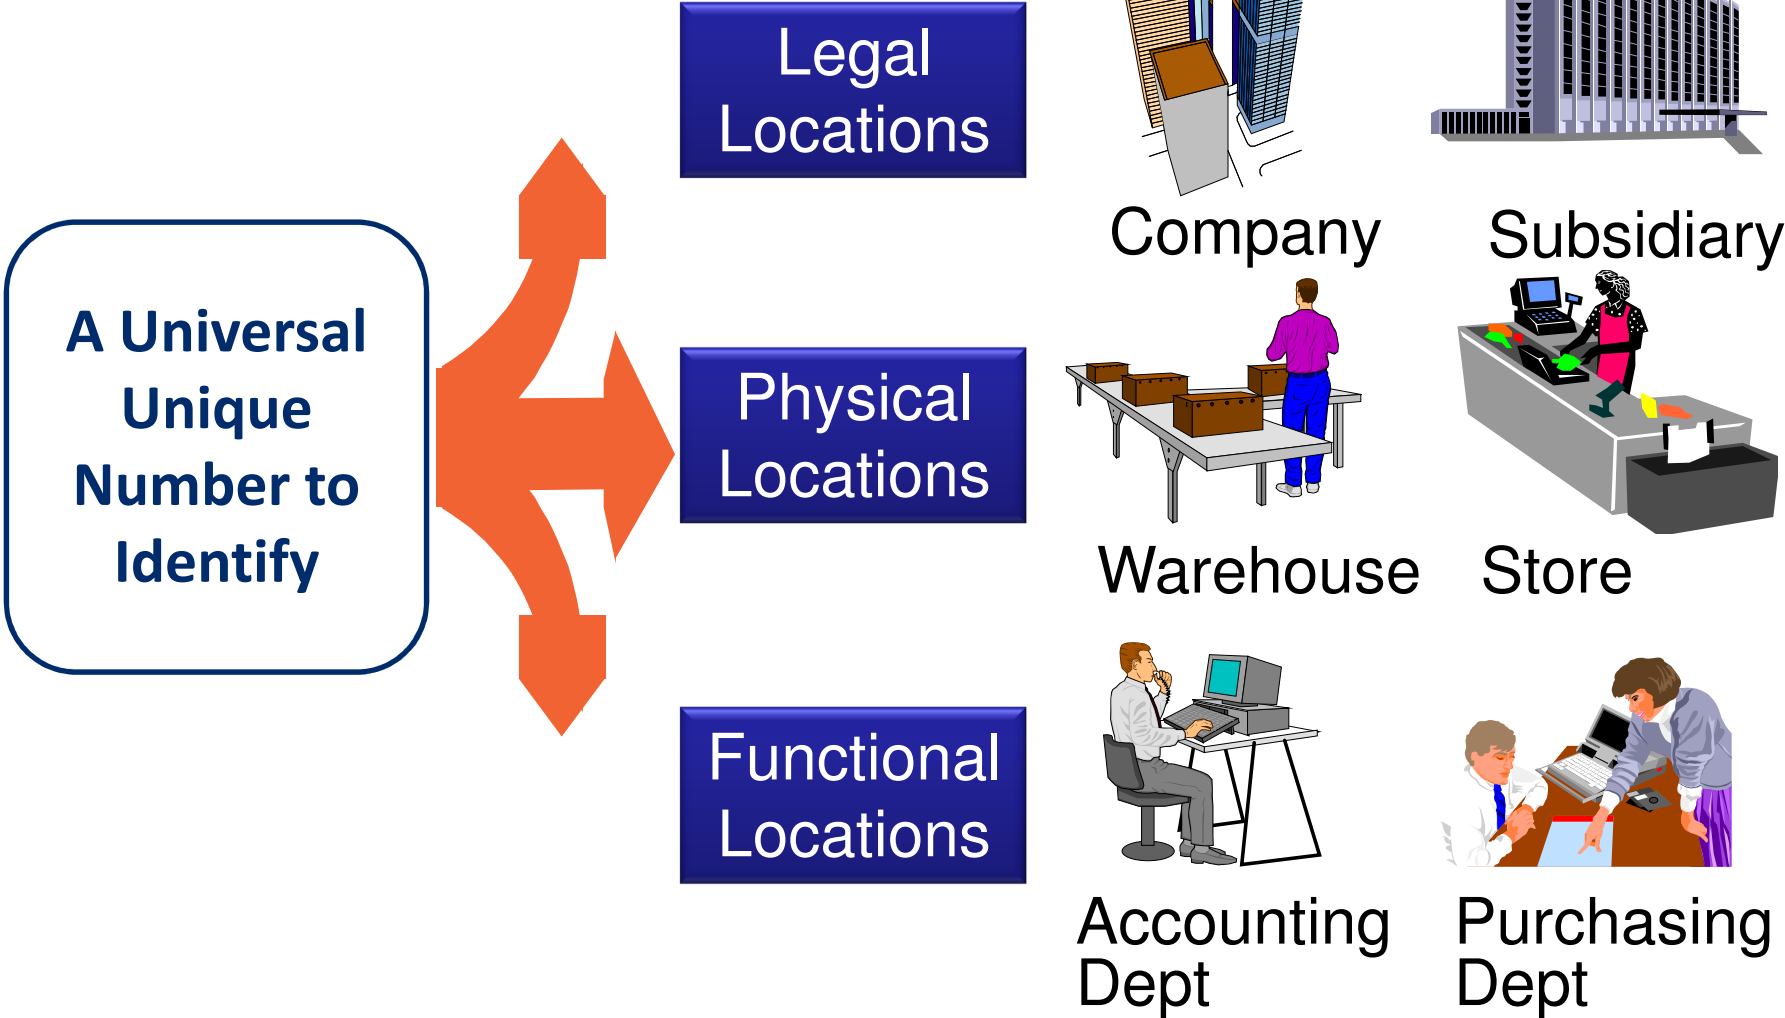 A Universal
Unique
Number to
Identify
Legal
Locations
Company
Subsidiary
Physical
Locations
Warehouse
Store
Functional
Locations
Accounting
Dept
Purchasing
Dept